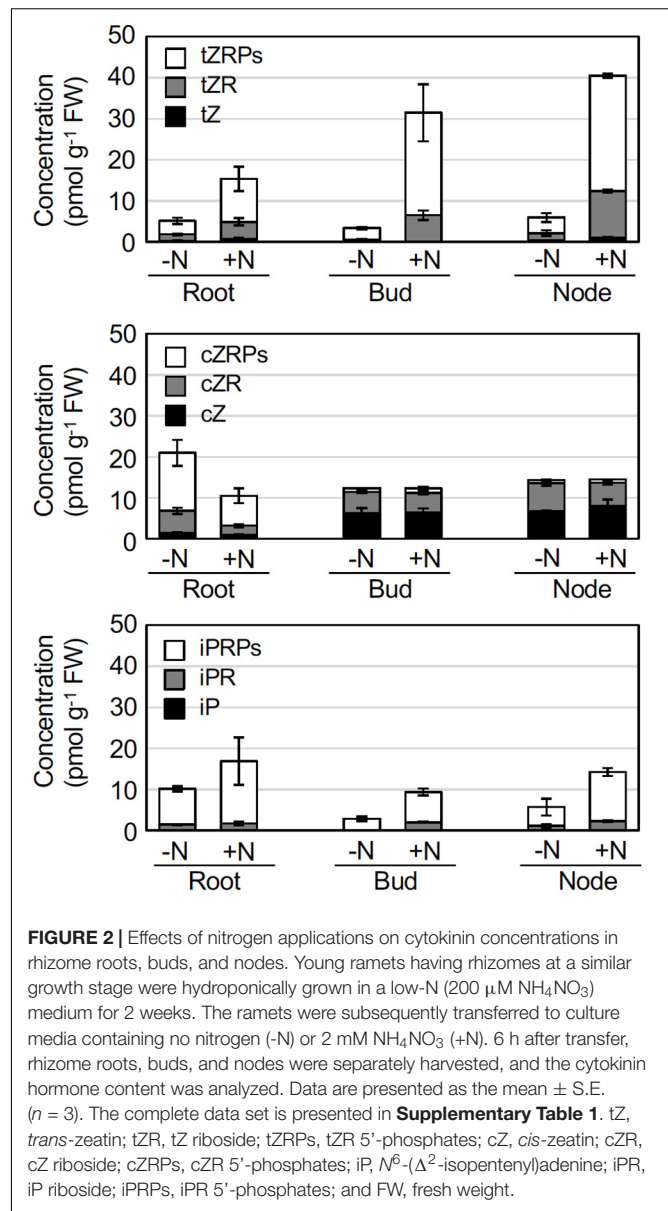 50
40
30
20
10
0
Concentration
(pmol g-1 FW)
tZRPs
tZR
tZ
-N +N -N +N -N +N
Root Bud Node
50
40
30
20
10
0
Concentration
(pmol g-1 FW)
cZRPs
cZR
cZ
-N +N -N +N -N +N
Root Bud Node
50
40
30
20
10
0
Concentration
(pmol g-1 FW)
iPRPs
iPR
iP
-N +N -N +N -N +N
Root Bud Node
FIGURE 2 | Effects of nitrogen applications on cytokinin concentrations in
rhizome roots, buds, and nodes. Young ramets having rhizomes at a similar
growth stage were hydroponically grown in a low-N (200 μM NH4NO3)
medium for 2 weeks. The ramets were subsequently transferred to culture
media containing no nitrogen (-N) or 2 mM NH4NO3 (+N). 6 h after transfer,
rhizome roots, buds, and nodes were separately harvested, and the cytokinin
hormone content was analyzed. Data are presented as the mean ± S.E.
(n = 3). The complete data set is presented in Supplementary Table 1. tZ,
trans-zeatin; tZR, tZ riboside; tZRPs, tZR 5’-phosphates; cZ, cis-zeatin; cZR,
cZ riboside; cZRPs, cZR 5’-phosphates; iP, N6-(Δ2-isopentenyl)adenine; iPR,
iP riboside; iPRPs, iPR 5’-phosphates; and FW, fresh weight.